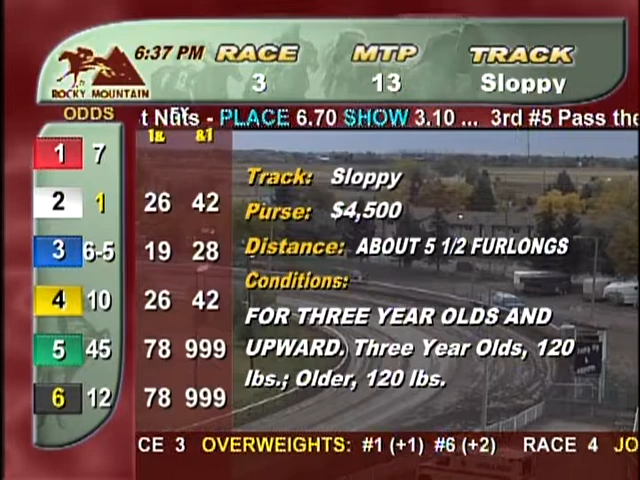 6:37 PM RACE MTP TRACK
3 13 Sloppy
ROCKY MOUNTAIN
ODDS
t Nuts - PLACE 6.70 SHOW 3.10 ... 3rd #5 Pass the
EX
1& &1
1 7
2 1 26 42
3 6-5 19 28
4 10 26 42
5 45 78 999
6 12 78 999
Track: Sloppy
Purse: $4,500
Distance: ABOUT 5 1/2 FURLONGS
Conditions:
FOR THREE YEAR OLDS AND
UPWARD. Three Year Olds, 120
lbs.; Older, 120 lbs.
CE 3 OVERWEIGHTS: #1 (+1) #6 (+2) RACE 4 JO